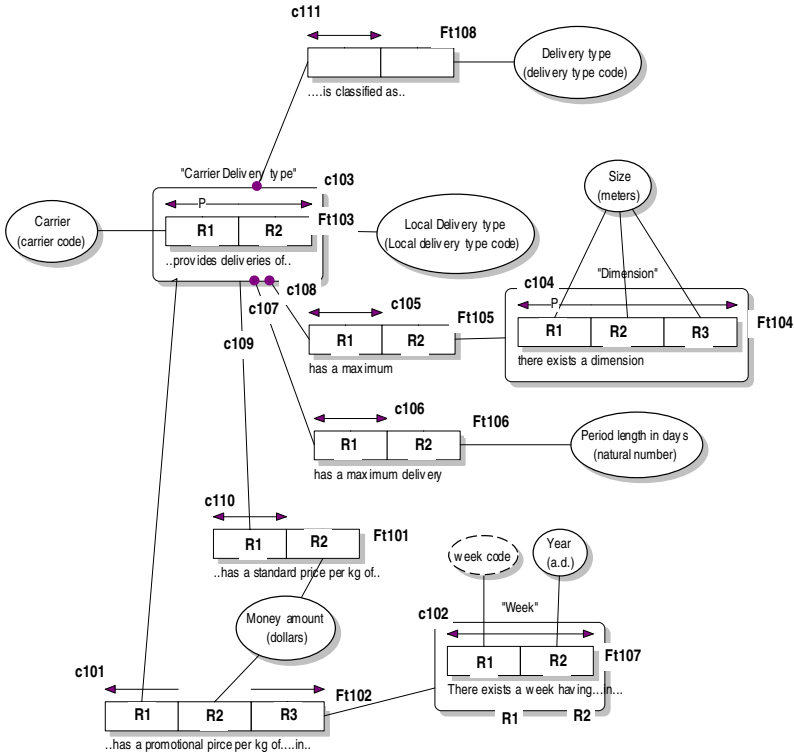 c111
Ft108
....is classified as..
Delivery type
(delivery type code)
"Carrier Delivery type"
c103
P
Ft103
R1 R2
..provides deliveries of..
Carrier
(carrier code)
Local Delivery type
(Local delivery type code)
Size
(meters)
c104
"Dimension"
P
R1 R2 R3
Ft104
there exists a dimension
c108
c107
c109
c105
Ft105
R1 R2
has a maximum
c106
Ft106
R1 R2
has a maximum delivery
Period length in days
(natural number)
c110
Ft101
R1 R2
..has a standard price per kg of..
Money amount
(dollars)
week code
Year
(a.d.)
c102
"Week"
Ft107
R1 R2
There exists a week having...in...
R1 R2
c101
Ft102
R1 R2 R3
..has a promotional pirce per kg of....in..